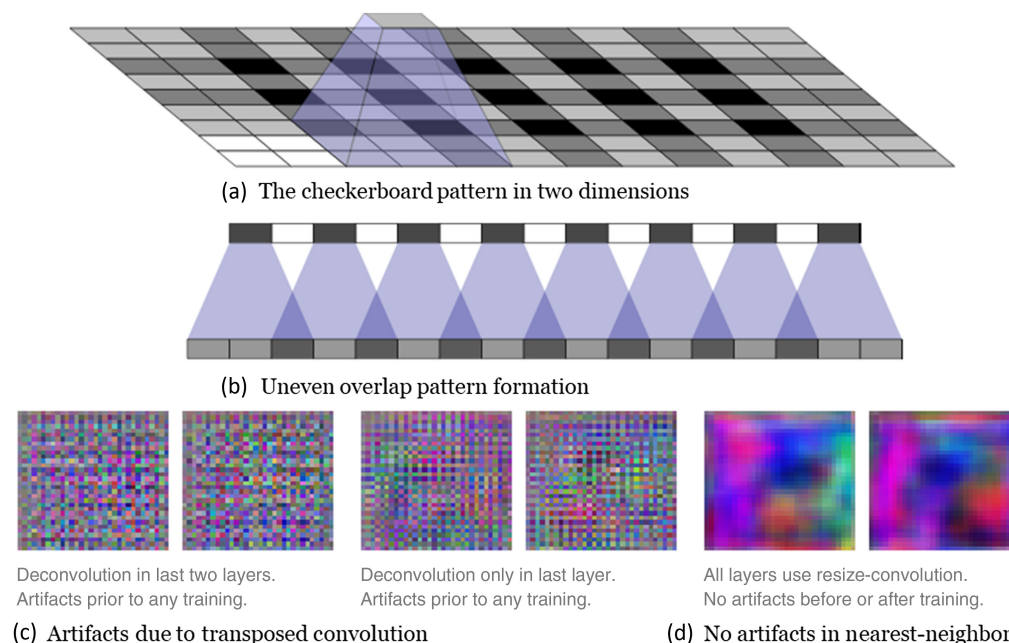 (a) The checkerboard pattern in two dimensions
(b) Uneven overlap pattern formation
Deconvolution in last two layers.
Artifacts prior to any training.
Deconvolution only in last layer.
Artifacts prior to any training.
All layers use resize-convolution.
No artifacts before or after training.
(c) Artifacts due to transposed convolution
(d) No artifacts in nearest-neighbor